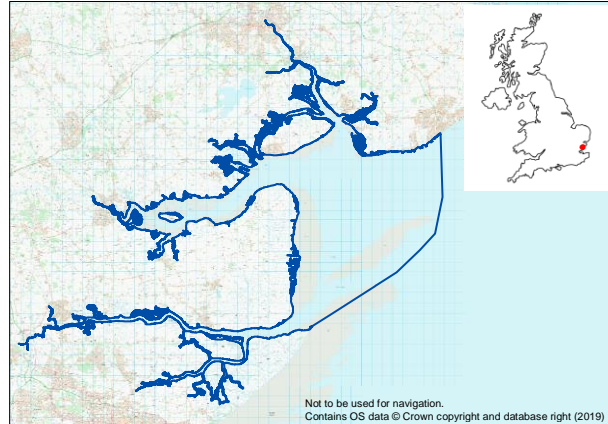 Not to be used for navigation.
Contains OS data © Crown copyright and database right (2019)